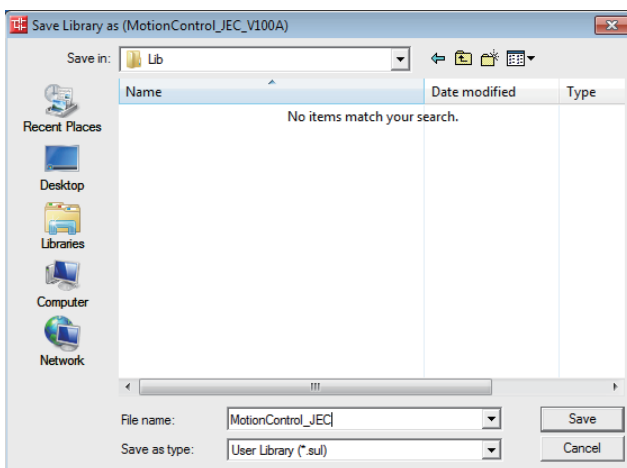 Save Library as (MotionControl_JEC_V100A)
Save in: Lib
Name Date modified Type
No items match your search.
Recent Places
Desktop
Libraries
Computer
Network
File name: MotionControl_JEC Save
Save as type: User Library (*.sul) Cancel